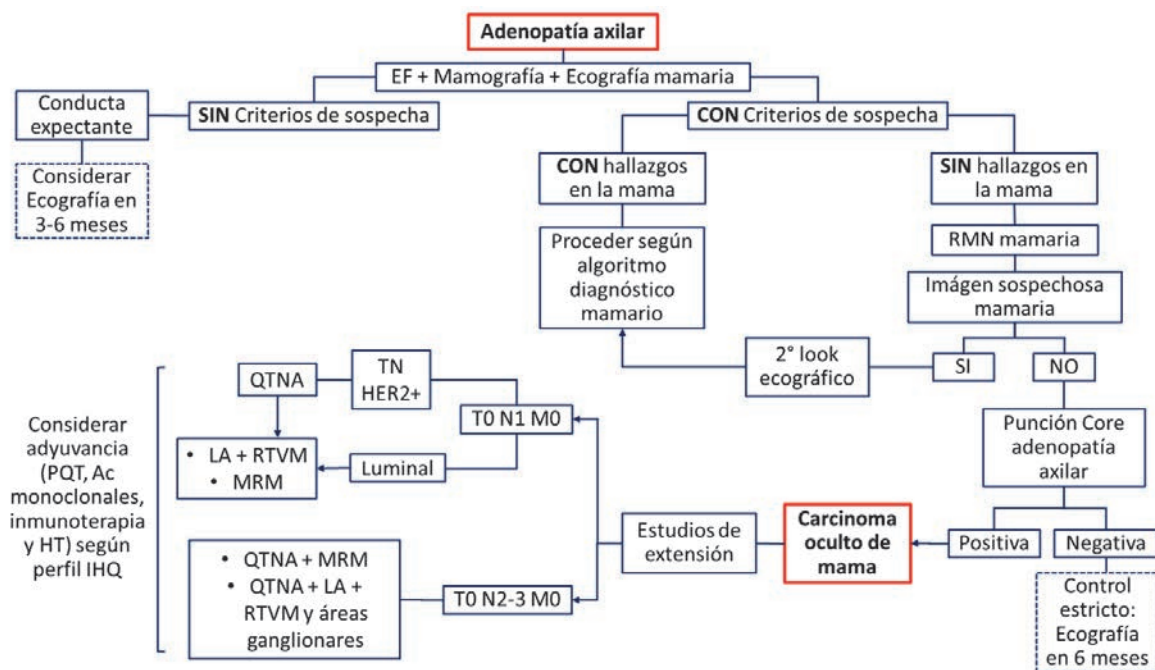 Adenopatía axilar
EF + Mamografía + Ecografía mamaria
Conducta
expectante
SIN Criterios de sospecha
CON Criterios de sospecha
Considerar
Ecografía en
3-6 meses
CON hallazgos
en la mama
SIN hallazgos en
la mama
Proceder según
algoritmo
diagnóstico
mamario
RMN mamaria
Imágen sospechosa
mamaria
2° look
ecográfico
SI
NO
Punción Core
adenopatía
axilar
Positiva
Negativa
Control
estricto:
Ecografía
en 6 meses
Carcinoma
oculto de
mama
Estudios de
extensión
T0 N1 M0
TN
HER2+
QTNA
Luminal
• LA + RTVM
• MRM
T0 N2-3 M0
• QTNA + MRM
• QTNA + LA +
RTVM y áreas
ganglionares
Considerar
adyuvancia
(PQT, Ac
monoclonales,
inmunoterapia
y HT) según
perfil IHQ